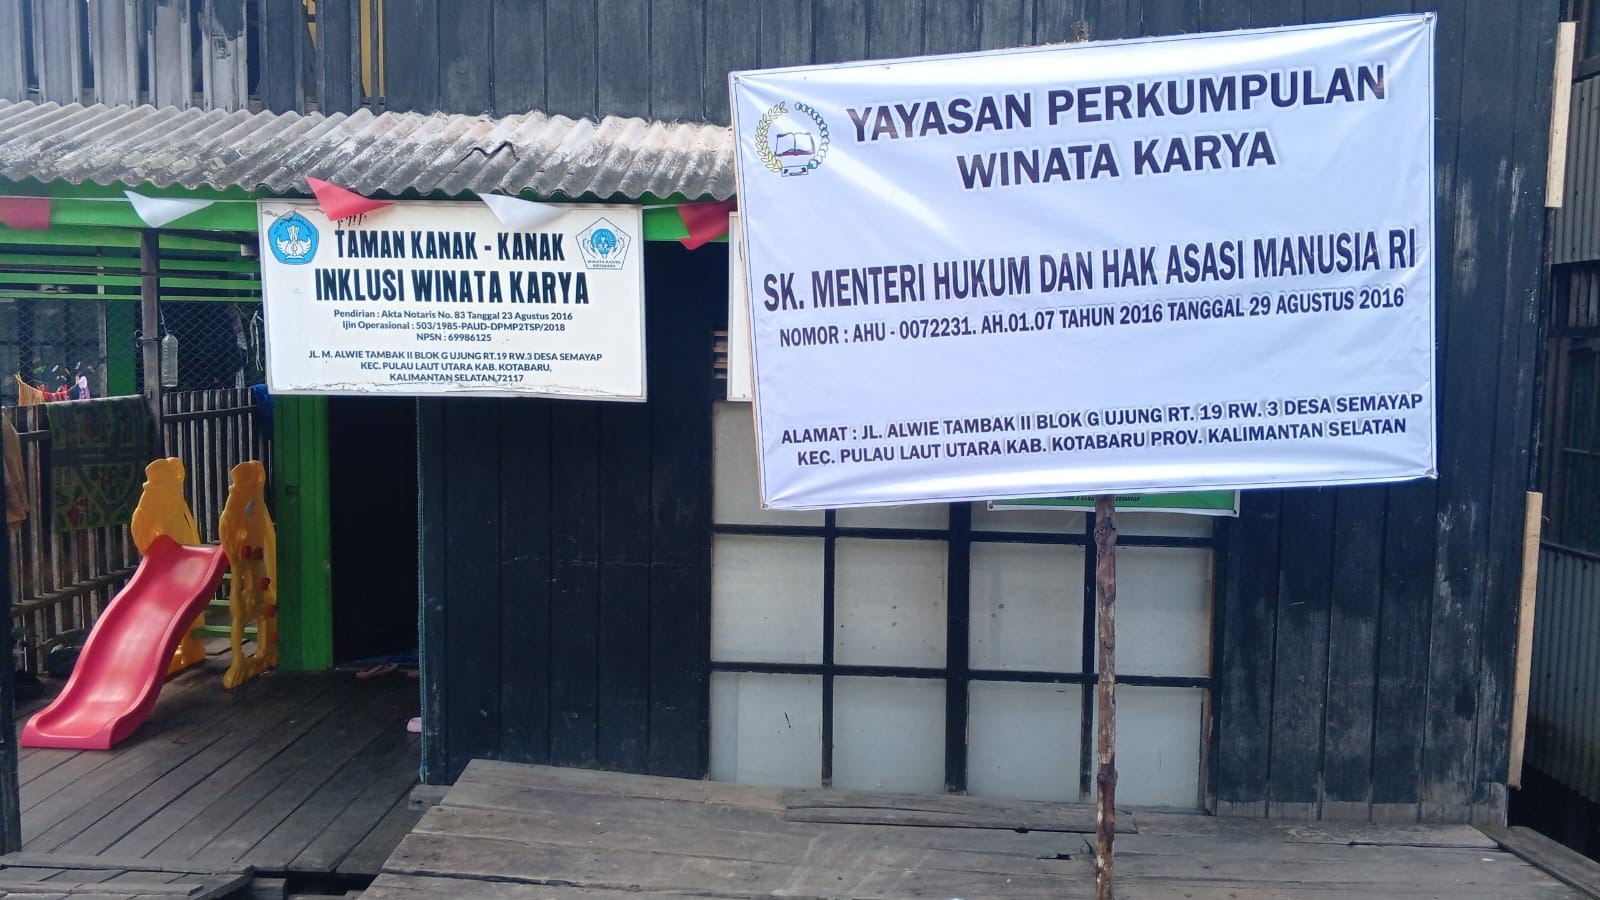 TAMAN KANAK - KANAK
INKLUSI WINATA KARYA
Pendirian : Akta Notaris No. 83 Tanggal 23 Agustus 2016
Ijin Operasional : 503/1985-PAUD-DPMP2TSP/2018
NPSN : 69986125
JL. M. ALWIE TAMBAK II BLOK G UJUNG RT.19 RW.3 DESA SEMAYAP
KEC. PULAU LAUT UTARA KAB. KOTABARU,
KALIMANTAN SELATAN 72117
WINATA KARYA
KOTABARU
YAYASAN PERKUMPULAN
WINATA KARYA
SK. MENTERI HUKUM DAN HAK ASASI MANUSIA RI
NOMOR : AHU - 0072231. AH.01.07 TAHUN 2016 TANGGAL 29 AGUSTUS 2016
ALAMAT : JL. ALWIE TAMBAK II BLOK G UJUNG RT. 19 RW. 3 DESA SEMAYAP
KEC. PULAU LAUT UTARA KAB. KOTABARU PROV. KALIMANTAN SELATAN